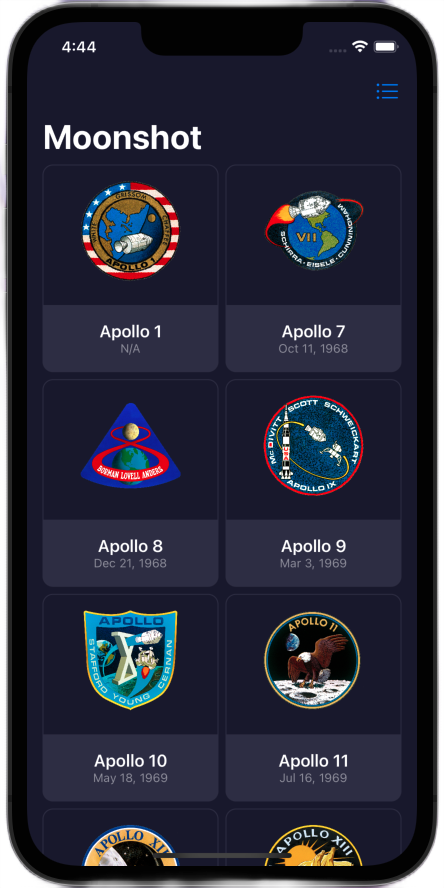 4:44
Moonshot
GRISSOM
WHITE
CHAFFEE
APOLLO 1
Apollo 1
N/A
VII
SCHIRRA • EISELE • CUNNINGHAM
Apollo 7
Oct 11, 1968
BORMAN LOVELL ANDERS
Apollo 8
Dec 21, 1968
McDIVITT SCOTT SCHWEICKART
APOLLO IX
Apollo 9
Mar 3, 1969
APOLLO
X
STAFFORD YOUNG CERNAN
Apollo 10
May 18, 1969
APOLLO 11
Apollo 11
Jul 16, 1969
APOLLO XII
APOLLO XIII